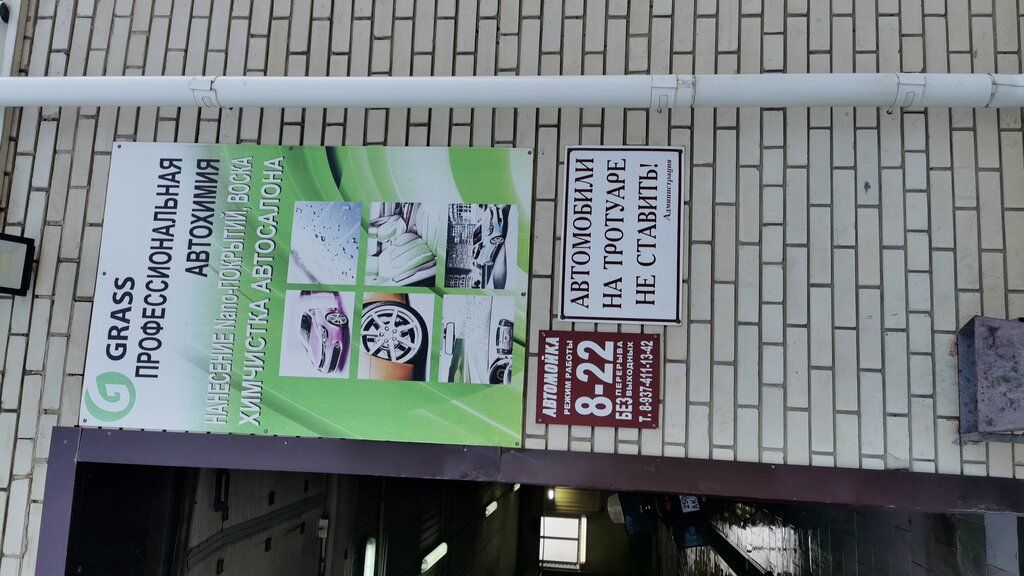 GRASS
ПРОФЕССИОНАЛЬНАЯ
АВТОХИМИЯ
НАНЕСЕНИЕ Nano-ПОКРЫТИЙ, ВОСКА
ХИМЧИСТКА АВТОСАЛОНА
АВТОМОБИЛИ
НА ТРОТУАРЕ
НЕ СТАВИТЬ!
Администрация
АВТОМОЙКА
РЕЖИМ РАБОТЫ
8-22
БЕЗ ПЕРЕРЫВА
ВЫХОДНЫХ
Т. 8-937-411-13-42